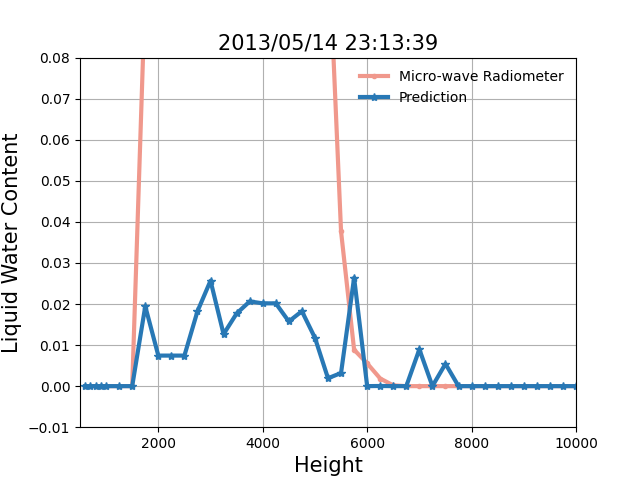 2013/05/14 23:13:39
Micro-wave Radiometer
Prediction
Liquid Water Content
0.08
0.07
0.06
0.05
0.04
0.03
0.02
0.01
0.00
−0.01
2000 4000 6000 8000 10000
Height